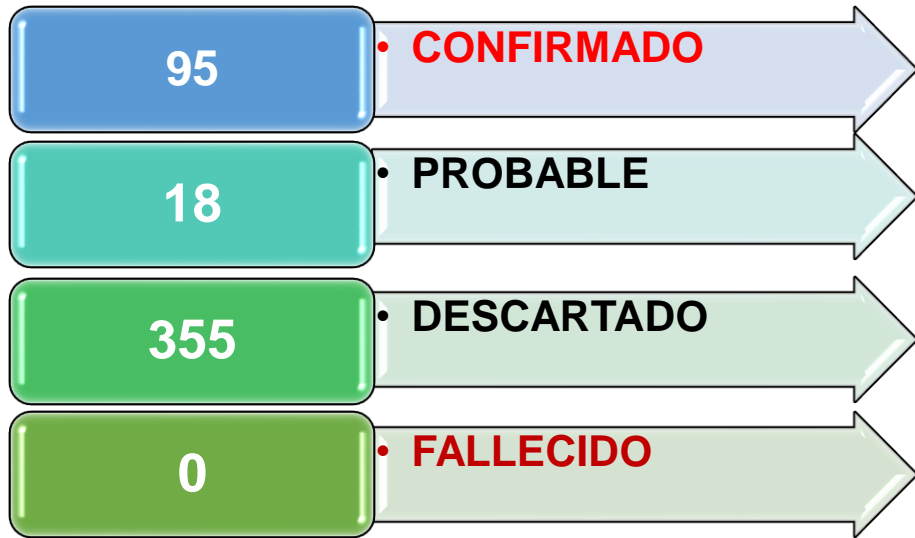 95
• CONFIRMADO
18
• PROBABLE
355
• DESCARTADO
0
• FALLECIDO